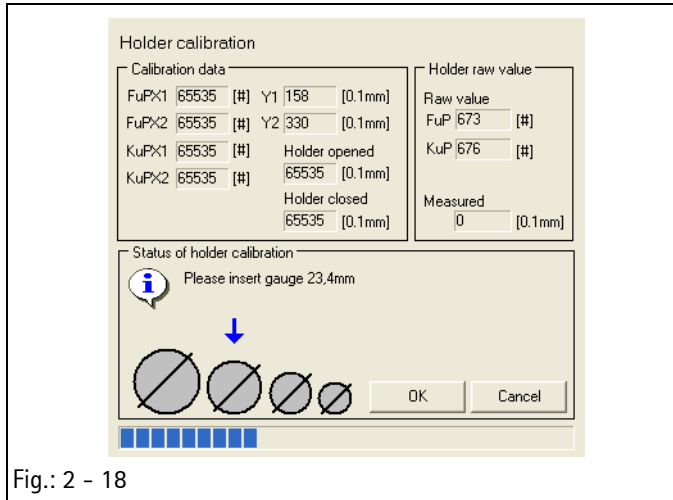 Holder calibration
Calibration data
FuPX1 65535 [#] Y1 158 [0.1mm]
FuPX2 65535 [#] Y2 330 [0.1mm]
KuPX1 65535 [#] Holder opened
KuPX2 65535 [#] 65535 [0.1mm]
Holder closed
65535 [0.1mm]
Holder raw value
Raw value
FuP 673 [#]
KuP 676 [#]
Measured
0 [0.1mm]
Status of holder calibration
Please insert gauge 23,4mm
OK Cancel
Fig.: 2 – 18